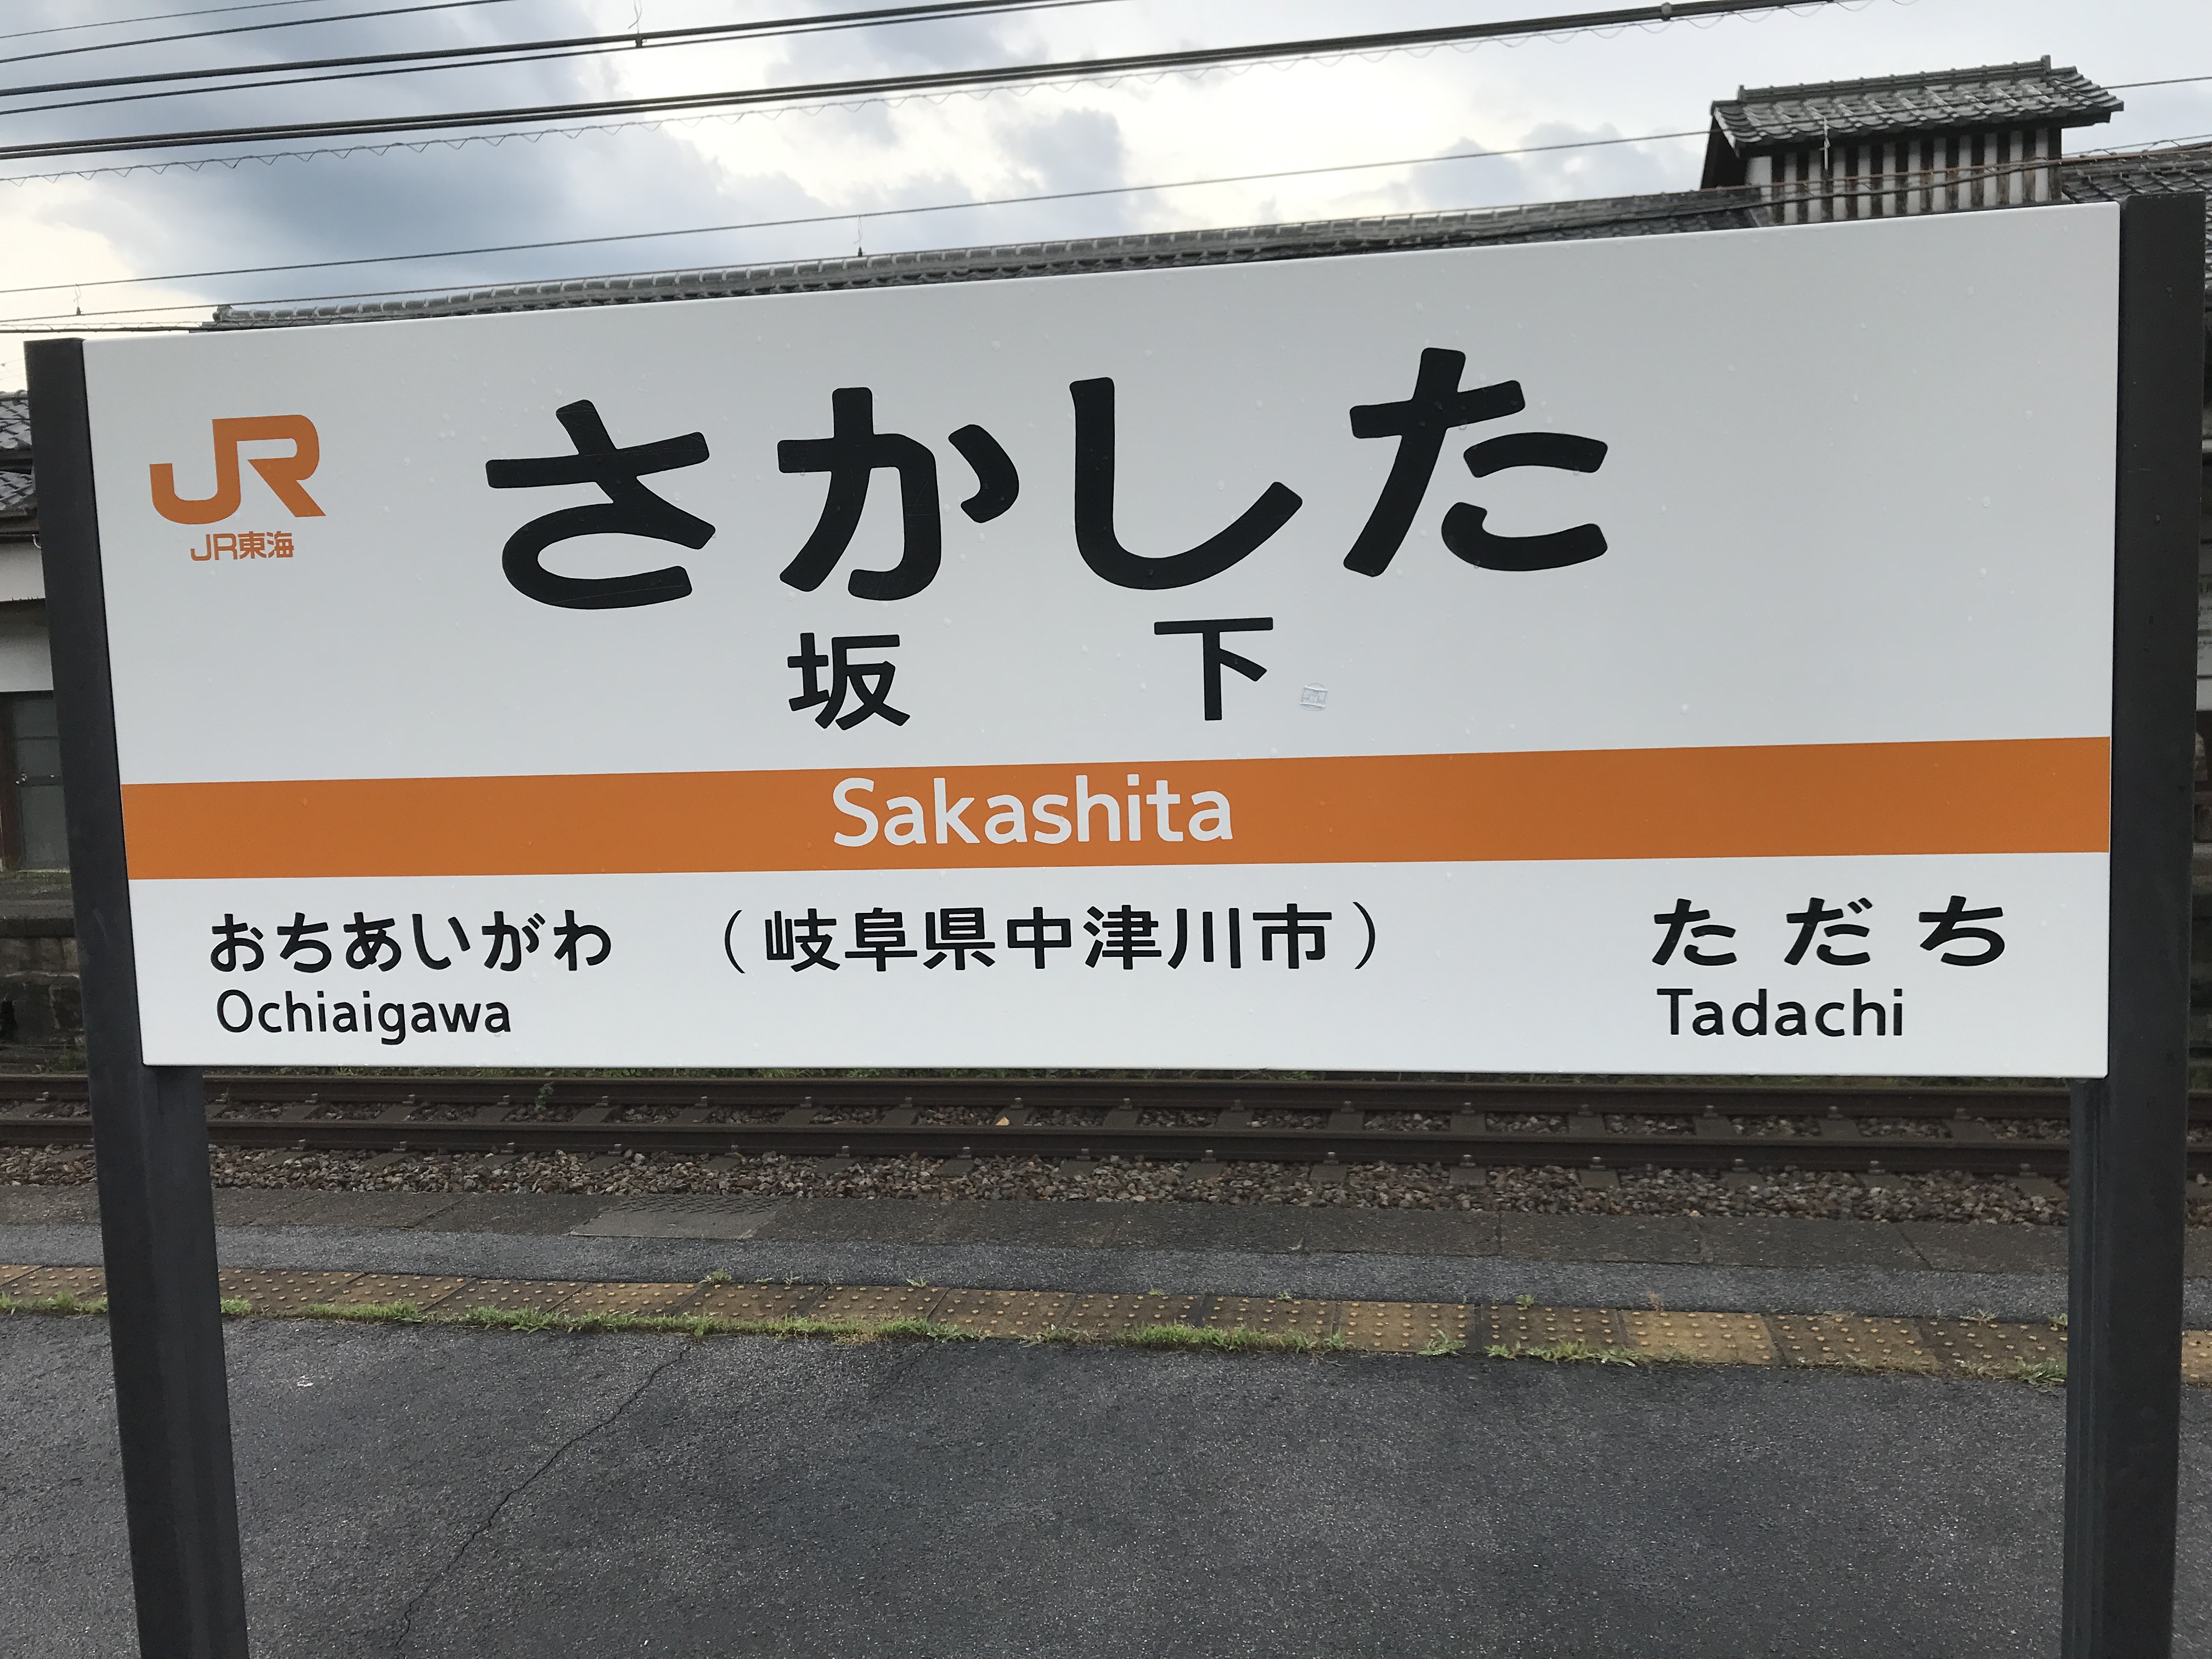 JR
JR東海
さかした
坂下
Sakashita
おちあいがわ
Ochiaigawa
(岐阜県中津川市)
ただち
Tadachi